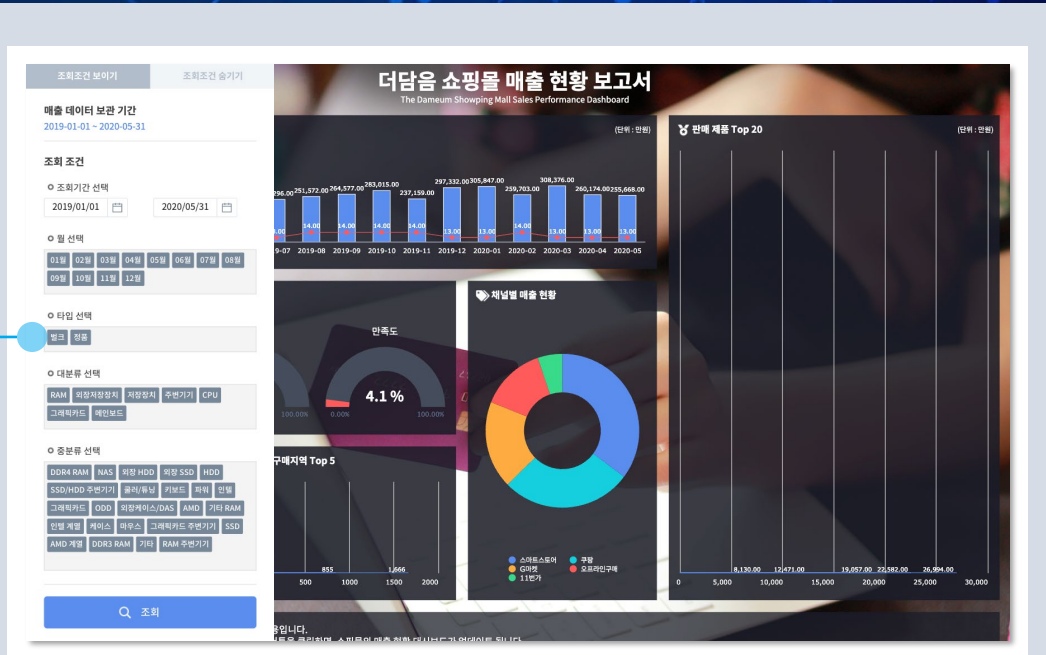 조회조건 보이기 조회조건 숨기기
더담음 쇼핑몰 매출 현황 보고서
The Dameum Showping Mall Sales Performance Dashboard
매출 데이터 보관 기간
2019-01-01 ~ 2020-05-31
조회 조건
조회기간 선택
2019/01/01 2020/05/31
월 선택
01월 02월 03월 04월 05월 06월 07월 08월
09월 10월 11월 12월
타입 선택
벌크 정품
대분류 선택
RAM 외장저장장치 저장장치 주변기기 CPU
그래픽카드 메인보드
중분류 선택
DDR4 RAM NAS 외장 HDD 외장 SSD HDD
SSD/HDD 주변기기 쿨러/튜닝 키보드 파워 인텔
그래픽카드 ODD 외장케이스/DAS AMD 기타 RAM
인텔 계열 케이스 마우스 그래픽카드 주변기기 SSD
AMD 계열 DDR3 RAM 기타 RAM 주변기기
조회
(단위 : 만원)
296.00 251,572.00 264,577.00 283,015.00 237,159.00 297,332.00 305,847.00 259,703.00 308,376.00 260,174.00 255,668.00
14.00 14.00 14.00 14.00 13.00 13.00 14.00 13.00 13.00 13.00
9-07 2019-08 2019-09 2019-10 2019-11 2019-12 2020-01 2020-02 2020-03 2020-04 2020-05
만족도
4.1 %
100.00% 0.00% 100.00%
채널별 매출 현황
스마트스토어 쿠팡
G마켓 오프라인구매
11번가
구매지역 Top 5
855 1,666
500 1000 1500 2000
판매 제품 Top 20 (단위 : 만원)
8,130.00 12,471.00 19,057.00 22,582.00 26,994.00
0 5,000 10,000 15,000 20,000 25,000 30,000
용입니다.